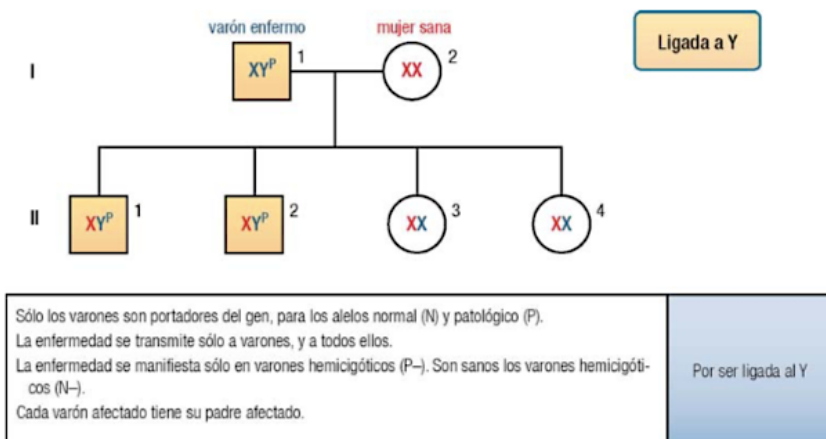 varón enfermo
mujer sana
Ligada a Y
I
XYᴾ
1
XX
2
II
XYᴾ
1
XYᴾ
2
XX
3
XX
4
Sólo los varones son portadores del gen, para los alelos normal (N) y patológico (P).
La enfermedad se transmite sólo a varones, y a todos ellos.
La enfermedad se manifiesta sólo en varones hemicigóticos (P–). Son sanos los varones hemicigóti-
cos (N–).
Cada varón afectado tiene su padre afectado.
Por ser ligada al Y